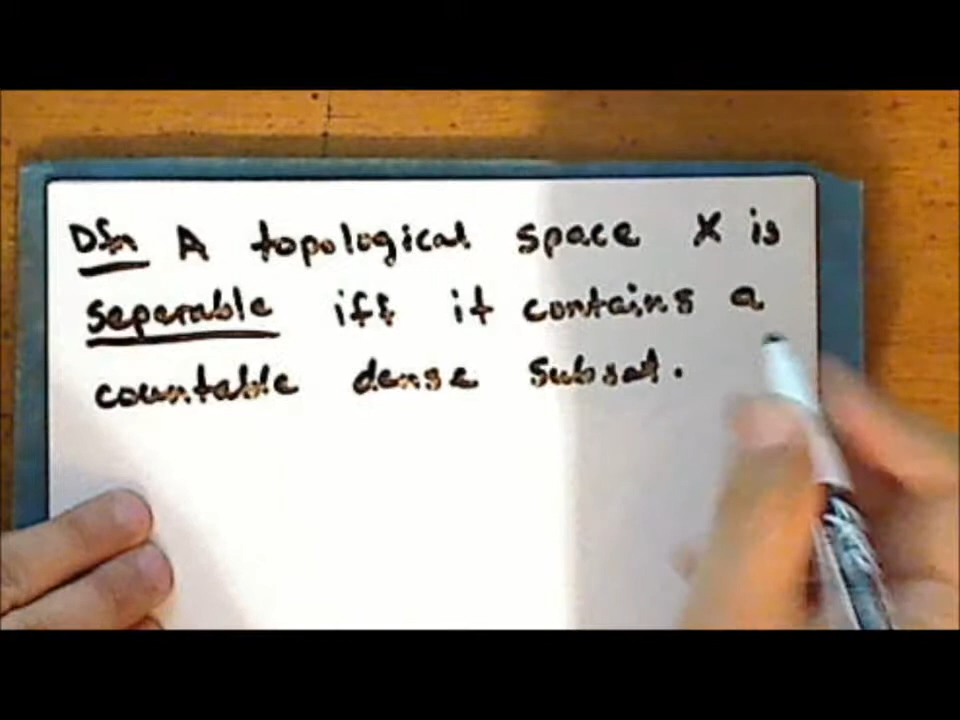 Dfn A topological space X is
seperable iff it contains a
countable dense subset.